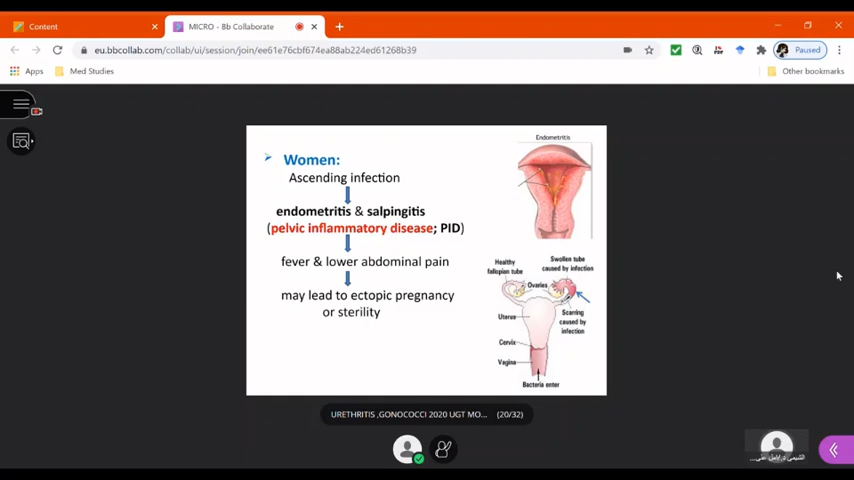 Content
MICRO - Bb Collaborate
eu.bbcollab.com/collab/ui/session/join/ee61e76cbf674ea88ab224ed61268b39
Paused
Apps
Med Studies
Other bookmarks
Women:
Ascending infection
endometritis & salpingitis
(pelvic inflammatory disease; PID)
fever & lower abdominal pain
may lead to ectopic pregnancy
or sterility
Endometritis
Healthy
fallopian tube
Swollen tube
caused by infection
Ovaries
Uterus
Scarring
caused by
infection
Cervix
Vagina
Bacteria enter
URETHRITIS ,GONOCOCCI 2020 UGT MO... (20/32)